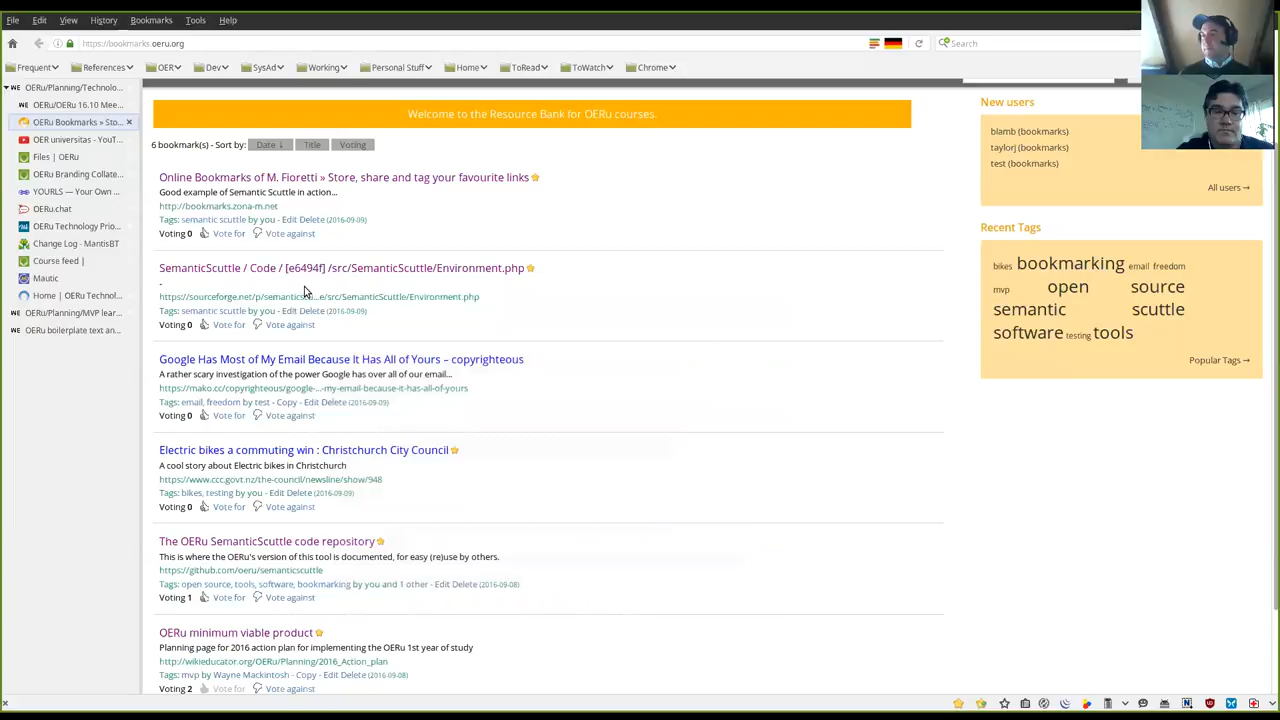 File Edit View History Bookmarks Tools Help
https://bookmarks.oeru.org
Search
Frequent References OER Dev SysAd Working Personal Stuff Home ToRead ToWatch Chrome
OERu/Planning/Technolo...
OERu/OERu 16.10 Mee...
OERu Bookmarks » Sto...
OER universitas - YouT...
Files | OERu
OERu Branding Collate...
YOURLS — Your Own ...
OERu.chat
OERu Technology Prio...
Change Log - MantisBT
Course feed |
Mautic
Home | OERu Technol...
OERu/Planning/MVP lear...
OERu boilerplate text an...
Welcome to the Resource Bank for OERu courses.
6 bookmark(s) - Sort by: Date ↓ Title Voting
Online Bookmarks of M. Fioretti » Store, share and tag your favourite links
Good example of Semantic Scuttle in action...
http://bookmarks.zona-m.net
Tags: semantic scuttle by you - Edit Delete (2016-09-09)
Voting 0 Vote for Vote against
SemanticScuttle / Code / [e6494f] /src/SemanticScuttle/Environment.php
-
https://sourceforge.net/p/semantics...e/src/SemanticScuttle/Environment.php
Tags: semantic scuttle by you - Edit Delete (2016-09-09)
Voting 0 Vote for Vote against
Google Has Most of My Email Because It Has All of Yours – copyrighteous
A rather scary investigation of the power Google has over all of our email...
https://mako.cc/copyrighteous/google-...-my-email-because-it-has-all-of-yours
Tags: email, freedom by test - Copy - Edit Delete (2016-09-09)
Voting 0 Vote for Vote against
Electric bikes a commuting win : Christchurch City Council
A cool story about Electric bikes in Christchurch
https://www.ccc.govt.nz/the-council/newsline/show/948
Tags: bikes, testing by you - Edit Delete (2016-09-09)
Voting 0 Vote for Vote against
The OERu SemanticScuttle code repository
This is where the OERu's version of this tool is documented, for easy (re)use by others.
https://github.com/oeru/semanticscuttle
Tags: open source, tools, software, bookmarking by you and 1 other - Edit Delete (2016-09-08)
Voting 1 Vote for Vote against
OERu minimum viable product
Planning page for 2016 action plan for implementing the OERu 1st year of study
http://wikieducator.org/OERu/Planning/2016_Action_plan
Tags: mvp by Wayne Mackintosh - Copy - Edit Delete (2016-09-08)
Voting 2 Vote for Vote against
New users
blamb (bookmarks)
taylorj (bookmarks)
test (bookmarks)
All users →
Recent Tags
bikes bookmarking email freedom
mvp open source
semantic scuttle
software testing tools
Popular Tags →